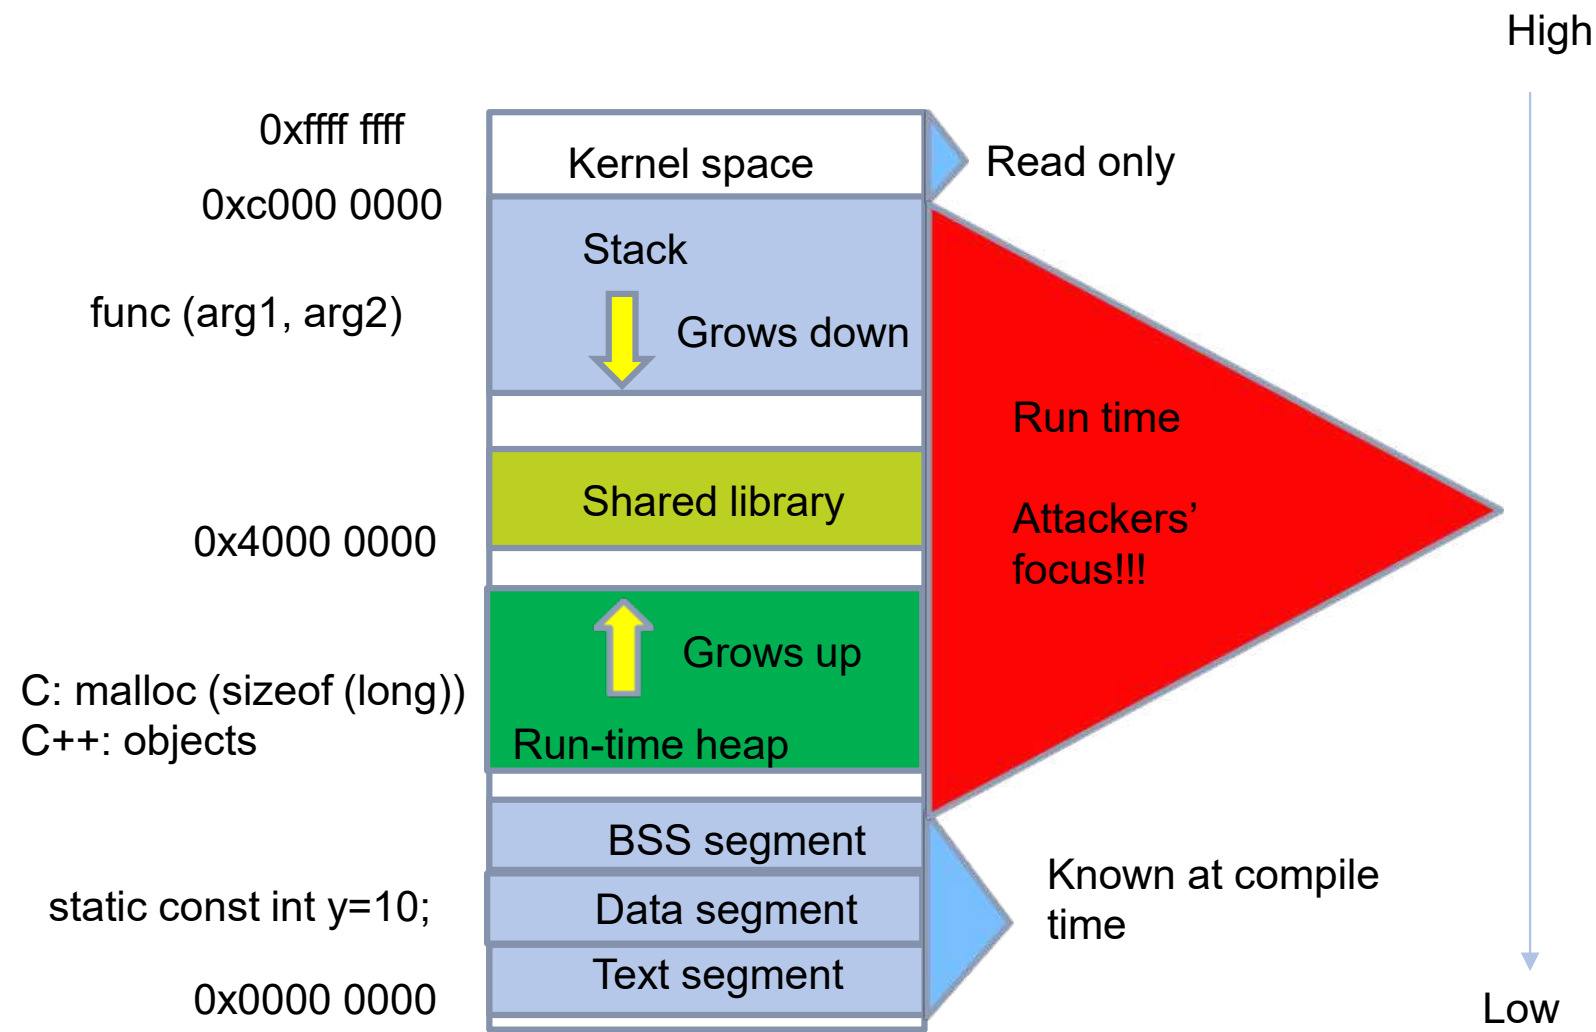 High
0xffff ffff
Kernel space
Read only
0xc000 0000
Stack
func (arg1, arg2)
Grows down
Run time
Shared library
Attackers’
focus!!!
0x4000 0000
Grows up
C: malloc (sizeof (long))
C++: objects
Run-time heap
BSS segment
Known at compile
time
static const int y=10;
Data segment
Text segment
0x0000 0000
Low